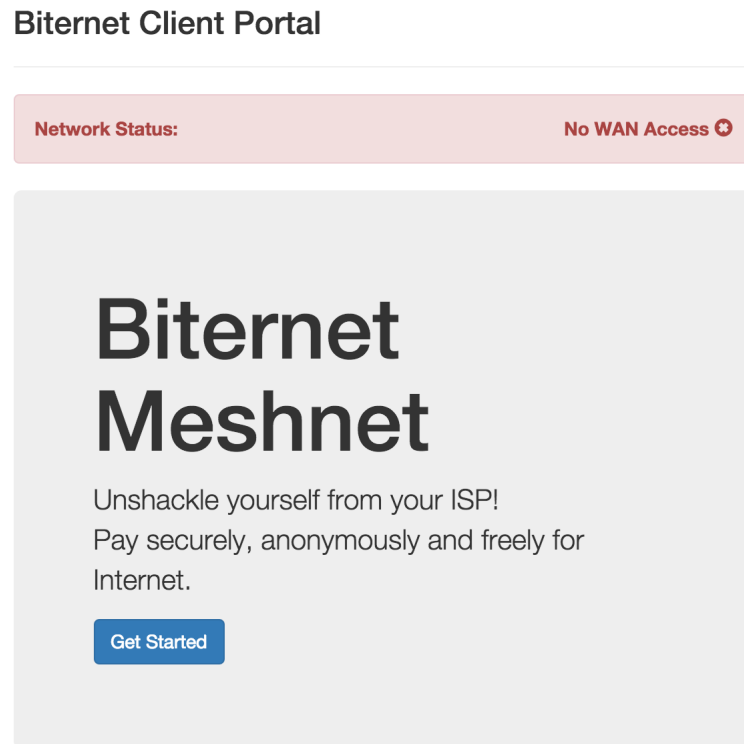 Biternet Client Portal
Network Status: No WAN Access
Biternet
Meshnet
Unshackle yourself from your ISP!
Pay securely, anonymously and freely for
Internet.
Get Started